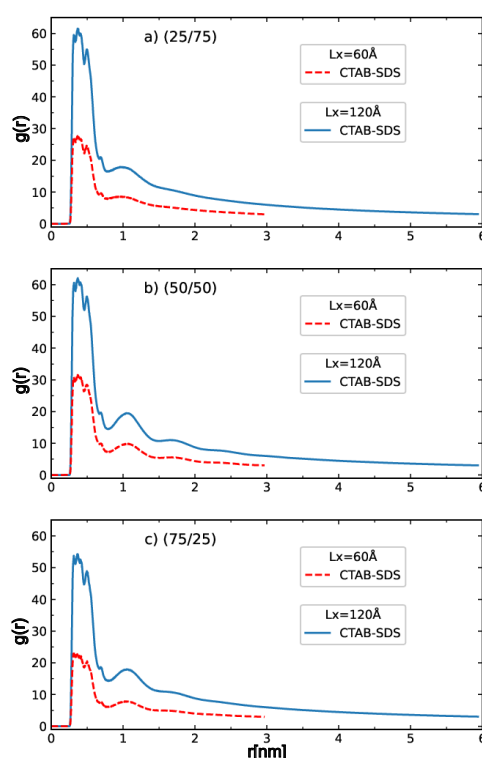 60
50
40
30
20
10
0
g(r)
a) (25/75)
Lx=60Å
CTAB-SDS
Lx=120Å
CTAB-SDS
0 1 2 3 4 5 6
60
50
40
30
20
10
0
g(r)
b) (50/50)
Lx=60Å
CTAB-SDS
Lx=120Å
CTAB-SDS
0 1 2 3 4 5 6
60
50
40
30
20
10
0
g(r)
c) (75/25)
Lx=60Å
CTAB-SDS
Lx=120Å
CTAB-SDS
0 1 2 3 4 5 6
r[nm]